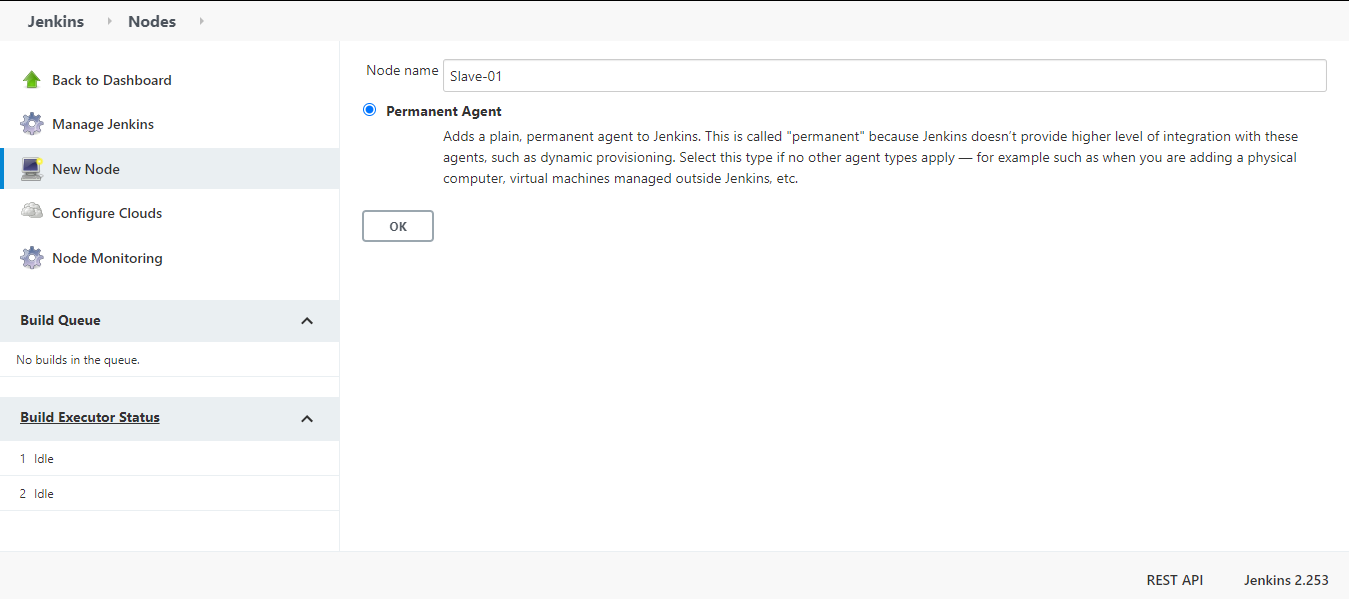 Jenkins Nodes
Back to Dashboard
Manage Jenkins
New Node
Configure Clouds
Node Monitoring
Build Queue
No builds in the queue.
Build Executor Status
1 Idle
2 Idle
Node name Slave-01
Permanent Agent
Adds a plain, permanent agent to Jenkins. This is called "permanent" because Jenkins doesn’t provide higher level of integration with these
agents, such as dynamic provisioning. Select this type if no other agent types apply — for example such as when you are adding a physical
computer, virtual machines managed outside Jenkins, etc.
OK
REST API Jenkins 2.253